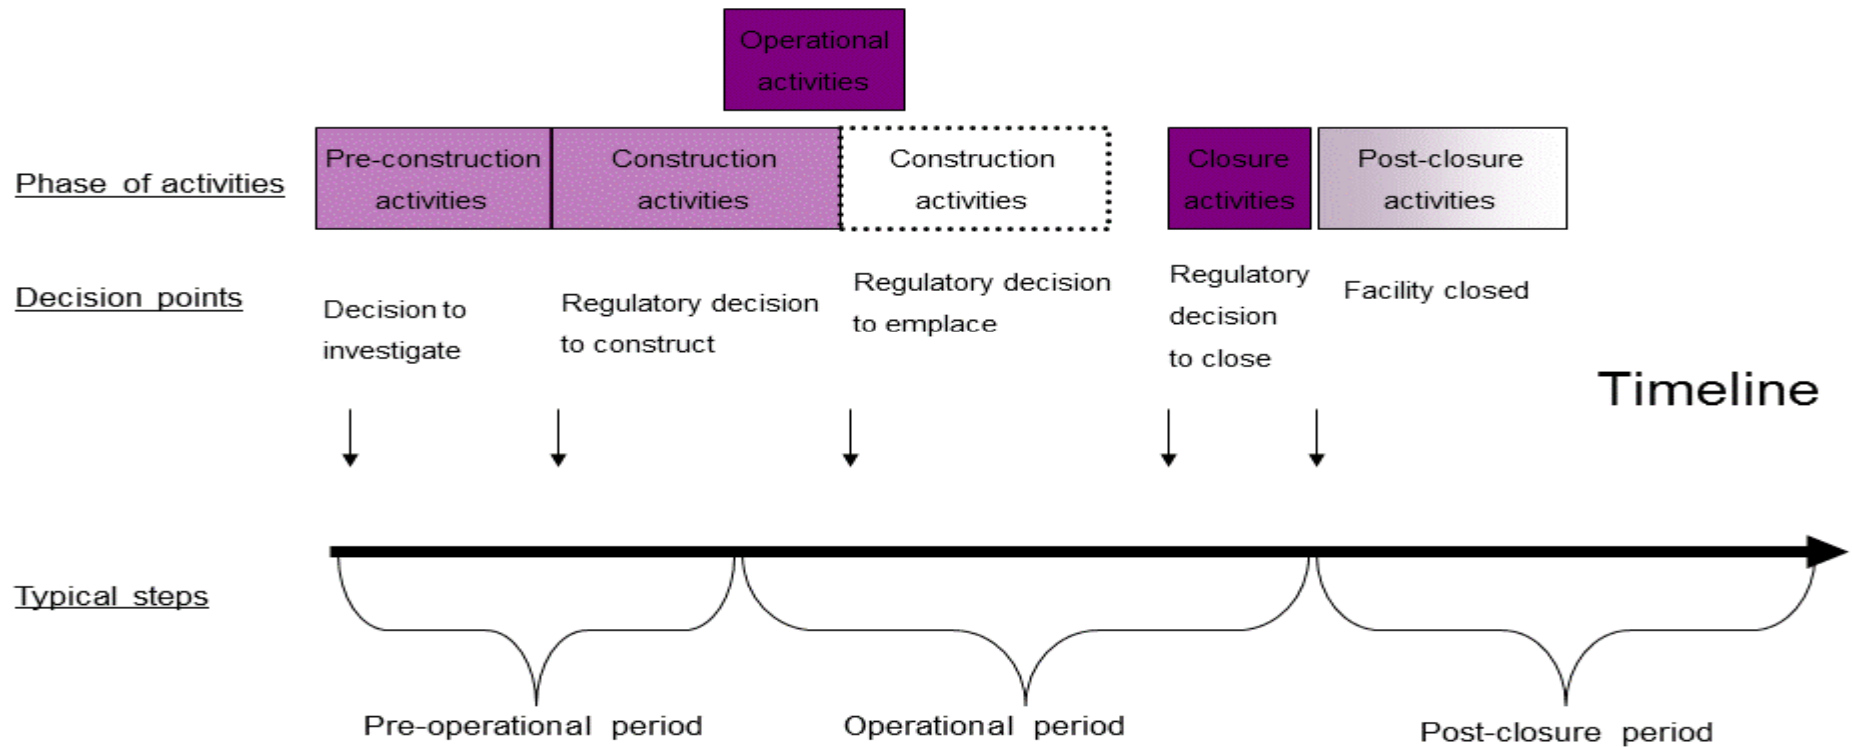 Operational
activities
Phase of activities
Pre-construction
activities
Construction
activities
Construction
activities
Closure
activities
Post-closure
activities
Decision points
Decision to
investigate
Regulatory decision
to construct
Regulatory decision
to emplace
Regulatory
decision
to close
Facility closed
Timeline
Typical steps
Pre-operational period
Operational period
Post-closure period